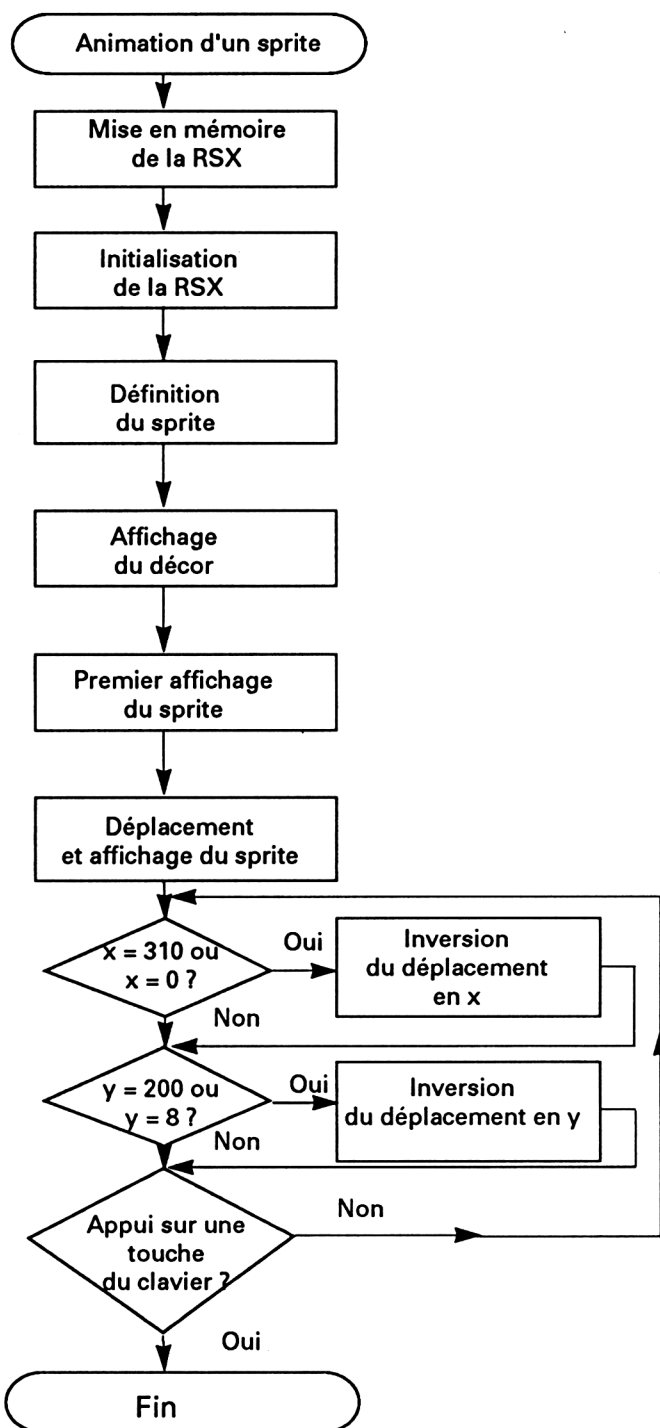 Animation d'un sprite
Mise en mémoire
de la RSX
Initialisation
de la RSX
Définition
du sprite
Affichage
du décor
Premier affichage
du sprite
Déplacement
et affichage du sprite
x = 310 ou
x = 0 ?
Oui
Inversion
du déplacement
en x
Non
y = 200 ou
y = 8 ?
Oui
Inversion
du déplacement en y
Non
Appui sur une
touche
du clavier ?
Non
Oui
Fin